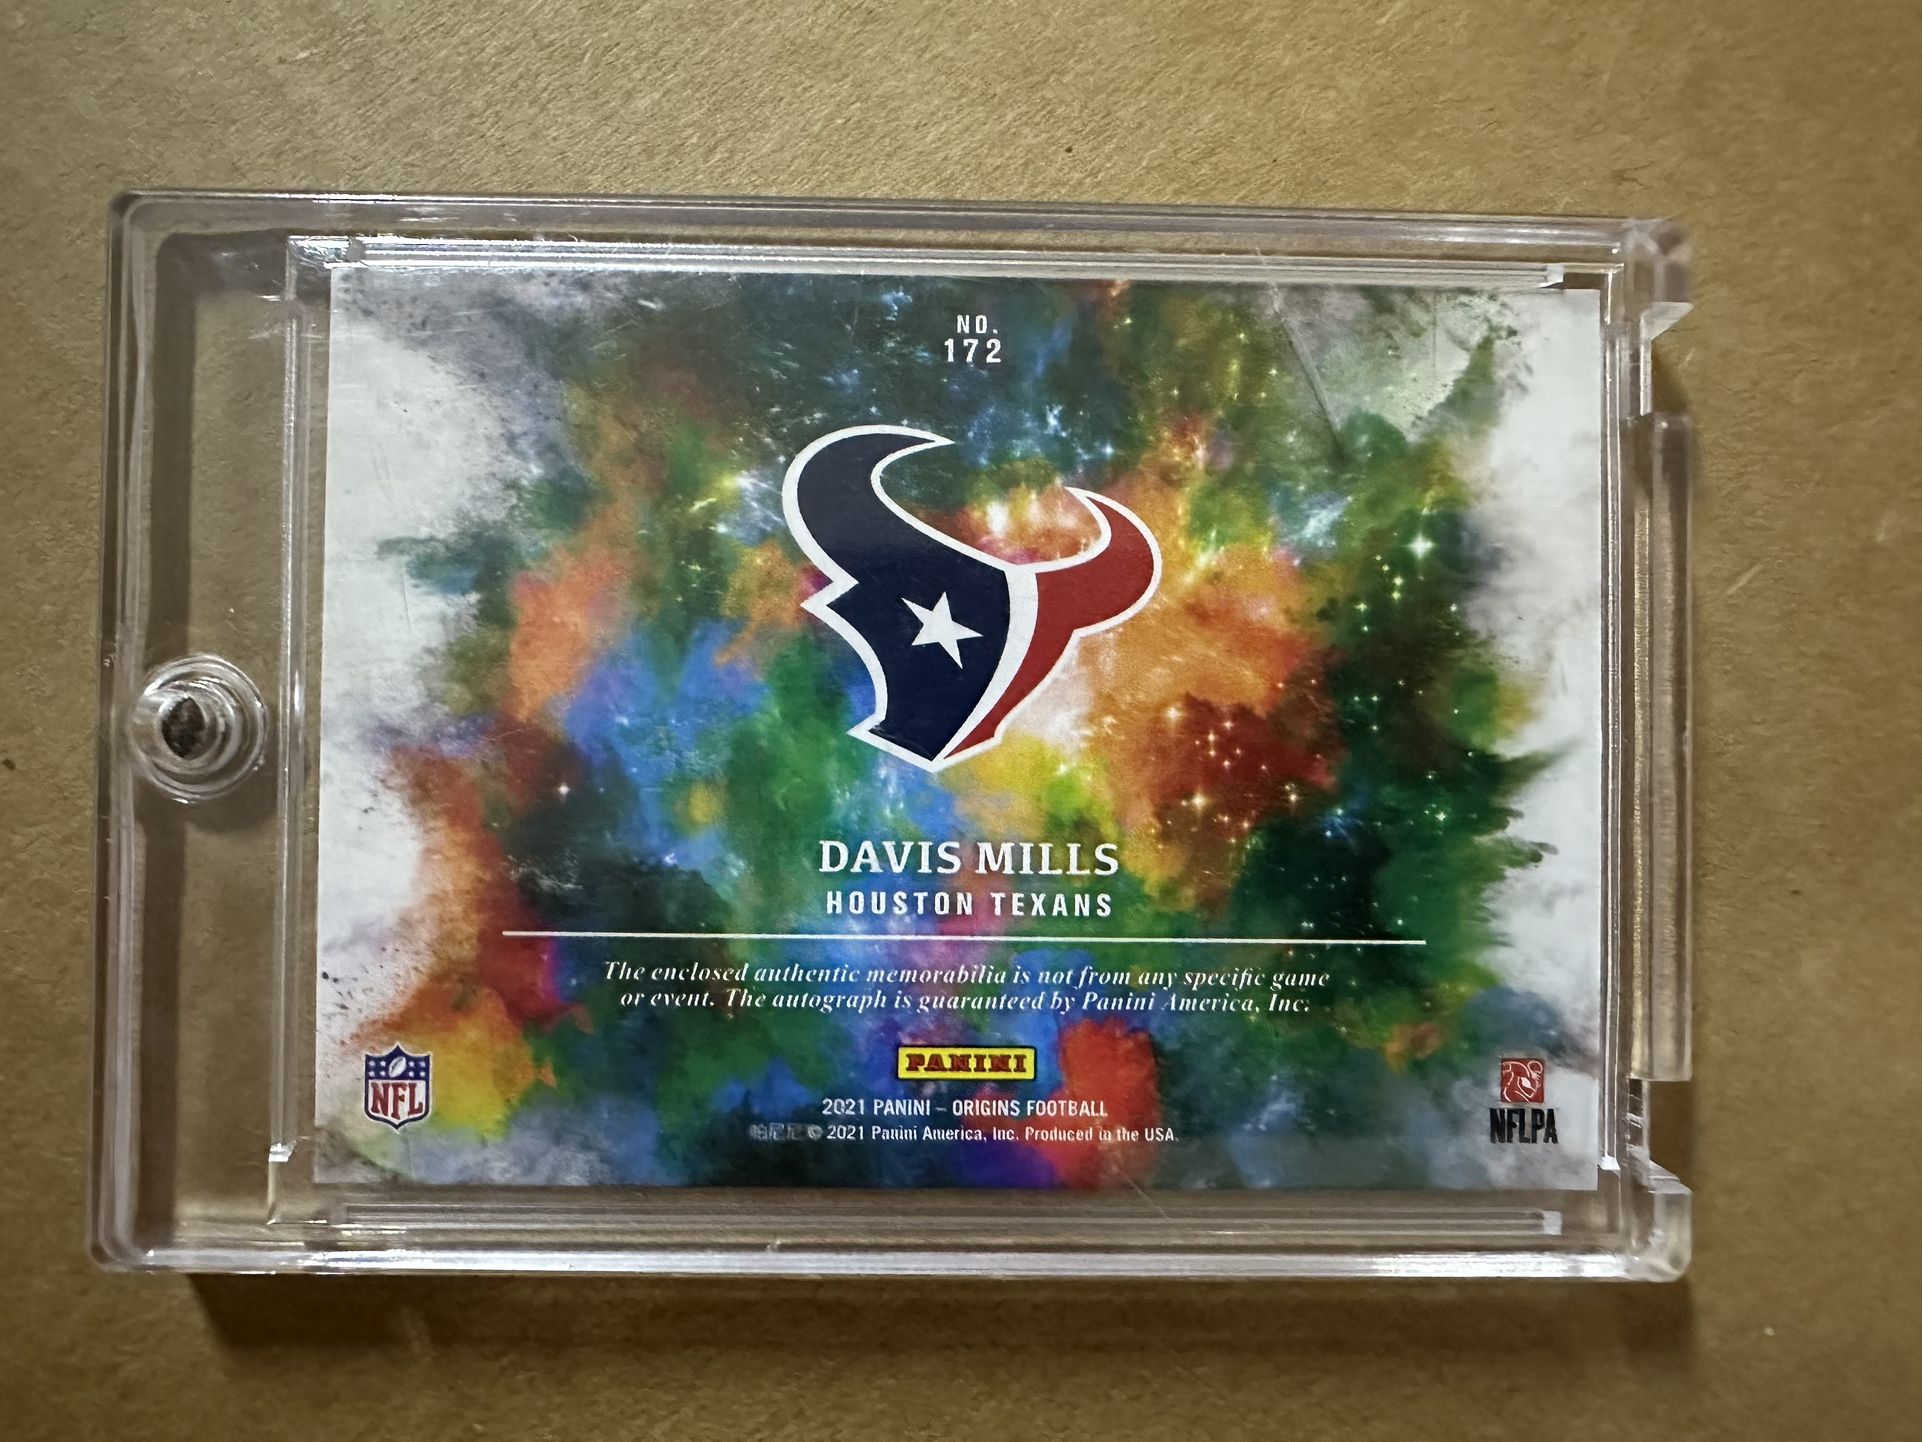 NO.
172
DAVIS MILLS
HOUSTON TEXANS
The enclosed authentic memorabilia is not from any specific game
or event. The autograph is guaranteed by Panini America, Inc.
PANINI
NFL
NFLPA
2021 PANINI – ORIGINS FOOTBALL
帕尼尼 © 2021 Panini America, Inc. Produced in the USA.